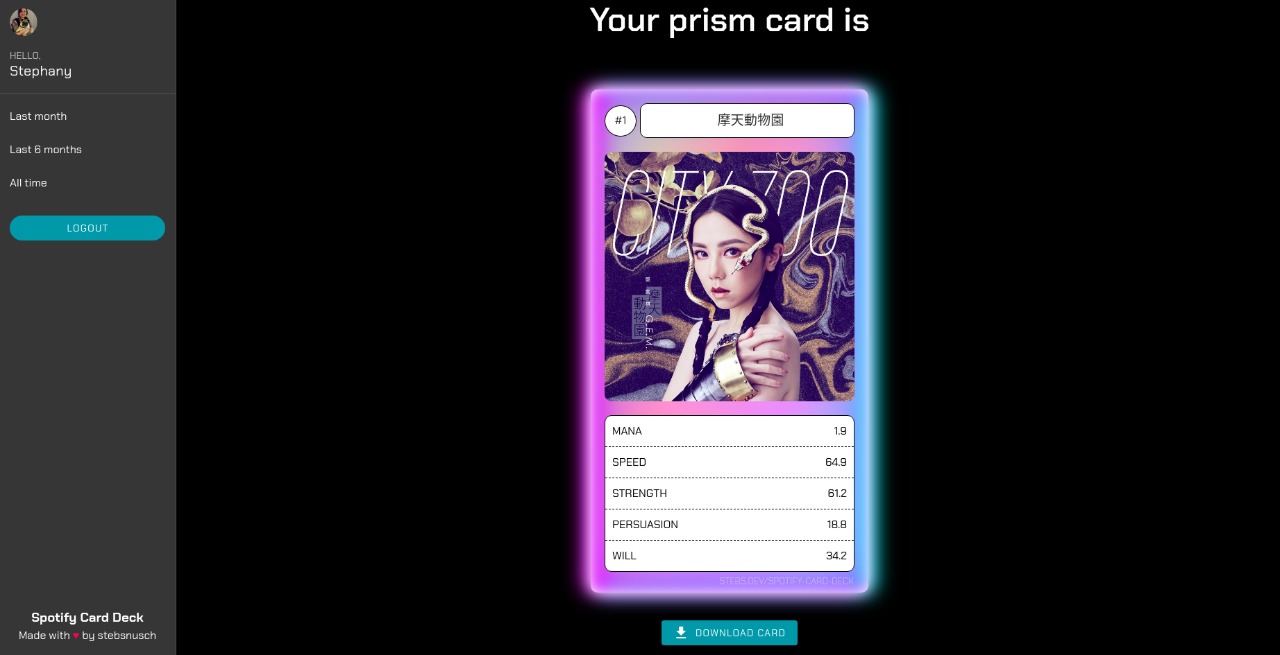 HELLO,
Stephany
Last month
Last 6 months
All time
LOGOUT
Spotify Card Deck
Made with ♥ by stebsnusch
Your prism card is
#1
摩天動物園
CITY ZOO
摩天
動物園
G.E.M.
MANA 1.9
SPEED 64.9
STRENGTH 61.2
PERSUASION 18.8
WILL 34.2
STEBS.DEV/SPOTIFY-CARD-DECK
DOWNLOAD CARD